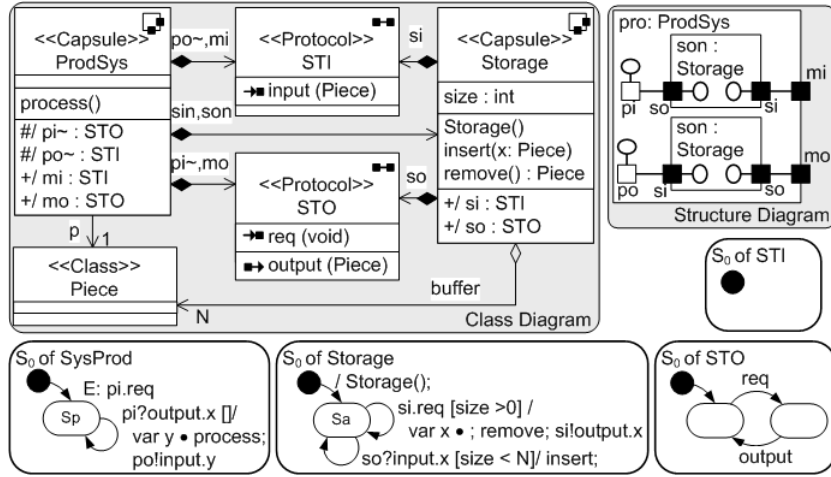 <<Capsule>>
ProdSys
process()
#/ pi~ : STO
#/ po~ : STI
+/ mi : STI
+/ mo : STO
po~,mi
<<Protocol>>
STI
input (Piece)
si
<<Capsule>>
Storage
size : int
Storage()
insert(x: Piece)
remove() : Piece
+/ si : STI
+/ so : STO
sin,son
pi~,mo
<<Protocol>>
STO
req (void)
output (Piece)
so
p
1
<<Class>>
Piece
N
buffer
Class Diagram
pro: ProdSys
son :
Storage
mi
pi
so
si
son :
Storage
mo
po
si
so
Structure Diagram
S₀ of STI
S₀ of SysProd
E: pi.req
Sp
pi?output.x []/
var y • process;
po!input.y
S₀ of Storage
/ Storage();
Sa
si.req [size >0] /
var x • ; remove; si!output.x
so?input.x [size < N]/ insert;
S₀ of STO
req
output